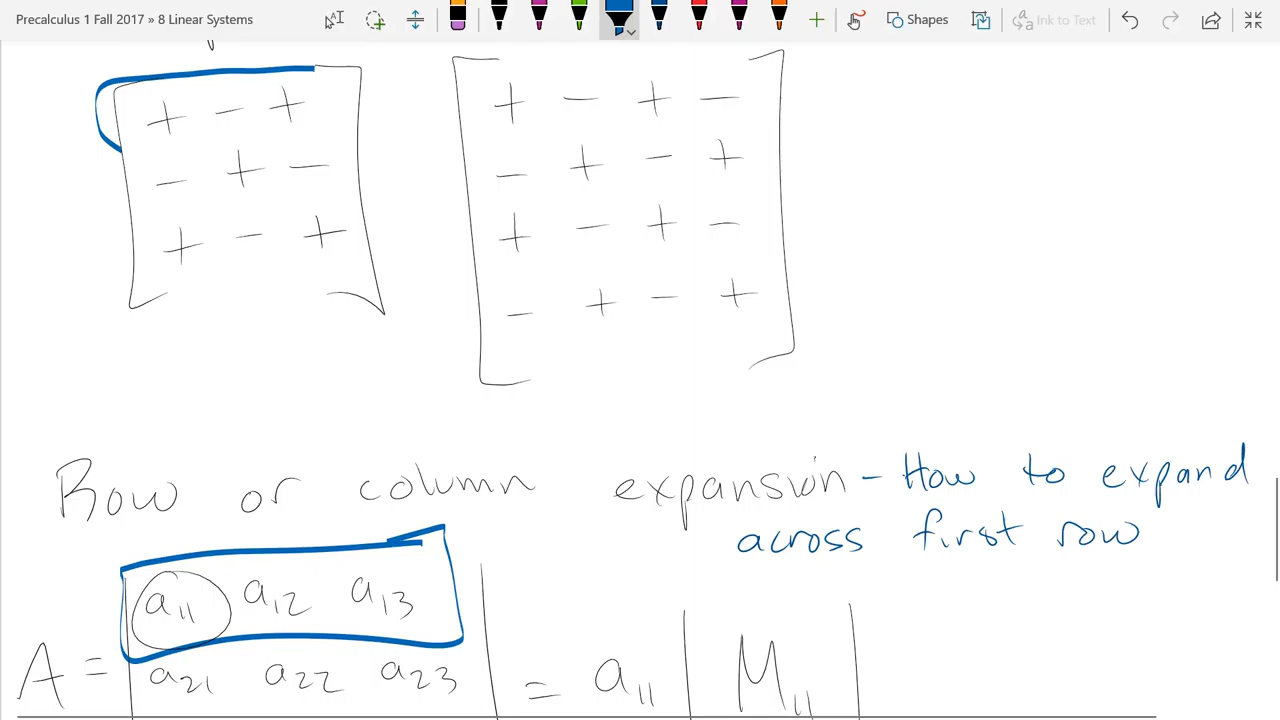 Precalculus 1 Fall 2017 » 8 Linear Systems
Shapes
Ink to Text
+ - +
- + -
+ - +
+ - + -
- + - +
+ - + -
- + - +
Row or column expansion - How to expand
across first row
a11 a12 a13
A = a21 a22 a23 = a11 | M11 |